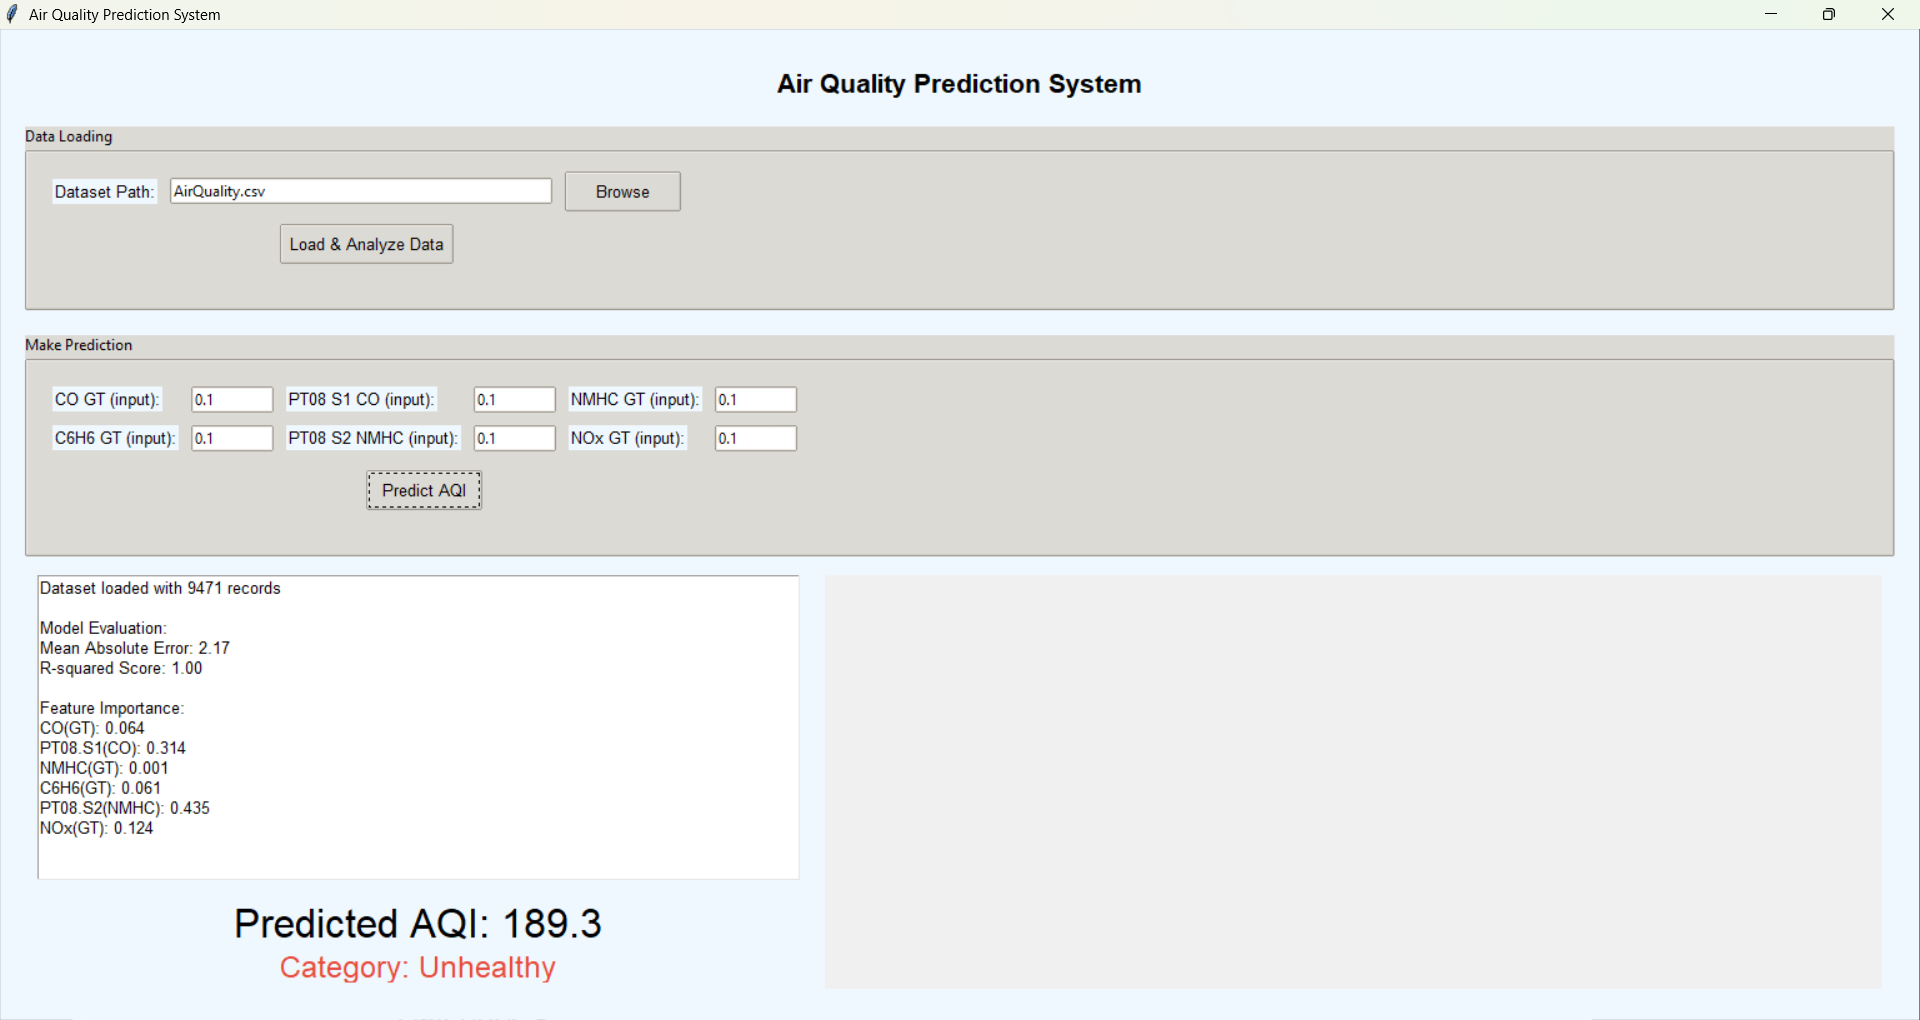 Air Quality Prediction System
Air Quality Prediction System
Data Loading
Dataset Path: AirQuality.csv Browse
Load & Analyze Data
Make Prediction
CO GT (input): 0.1 PT08 S1 CO (input): 0.1 NMHC GT (input): 0.1
C6H6 GT (input): 0.1 PT08 S2 NMHC (input): 0.1 NOx GT (input): 0.1
Predict AQI
Dataset loaded with 9471 records
Model Evaluation:
Mean Absolute Error: 2.17
R-squared Score: 1.00
Feature Importance:
CO(GT): 0.064
PT08.S1(CO): 0.314
NMHC(GT): 0.001
C6H6(GT): 0.061
PT08.S2(NMHC): 0.435
NOx(GT): 0.124
Predicted AQI: 189.3
Category: Unhealthy